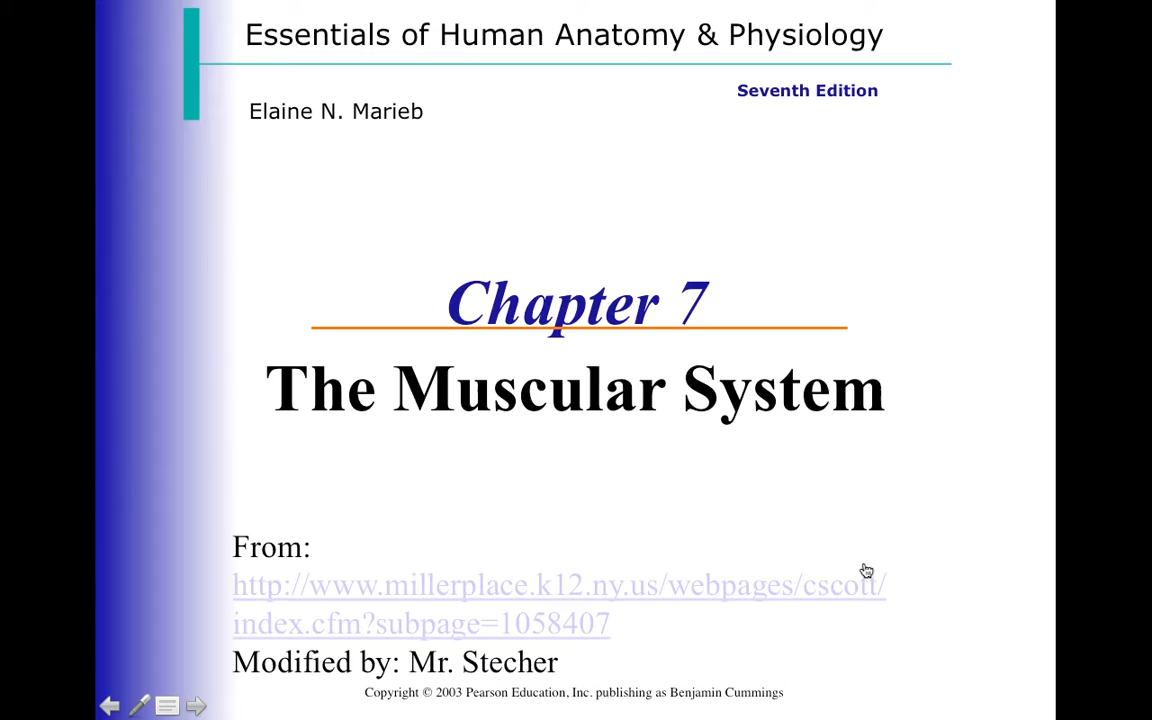 Essentials of Human Anatomy & Physiology
Seventh Edition
Elaine N. Marieb
Chapter 7
The Muscular System
From:
http://www.millerplace.k12.ny.us/webpages/cscott/
index.cfm?subpage=1058407
Modified by: Mr. Stecher
Copyright © 2003 Pearson Education, Inc. publishing as Benjamin Cummings